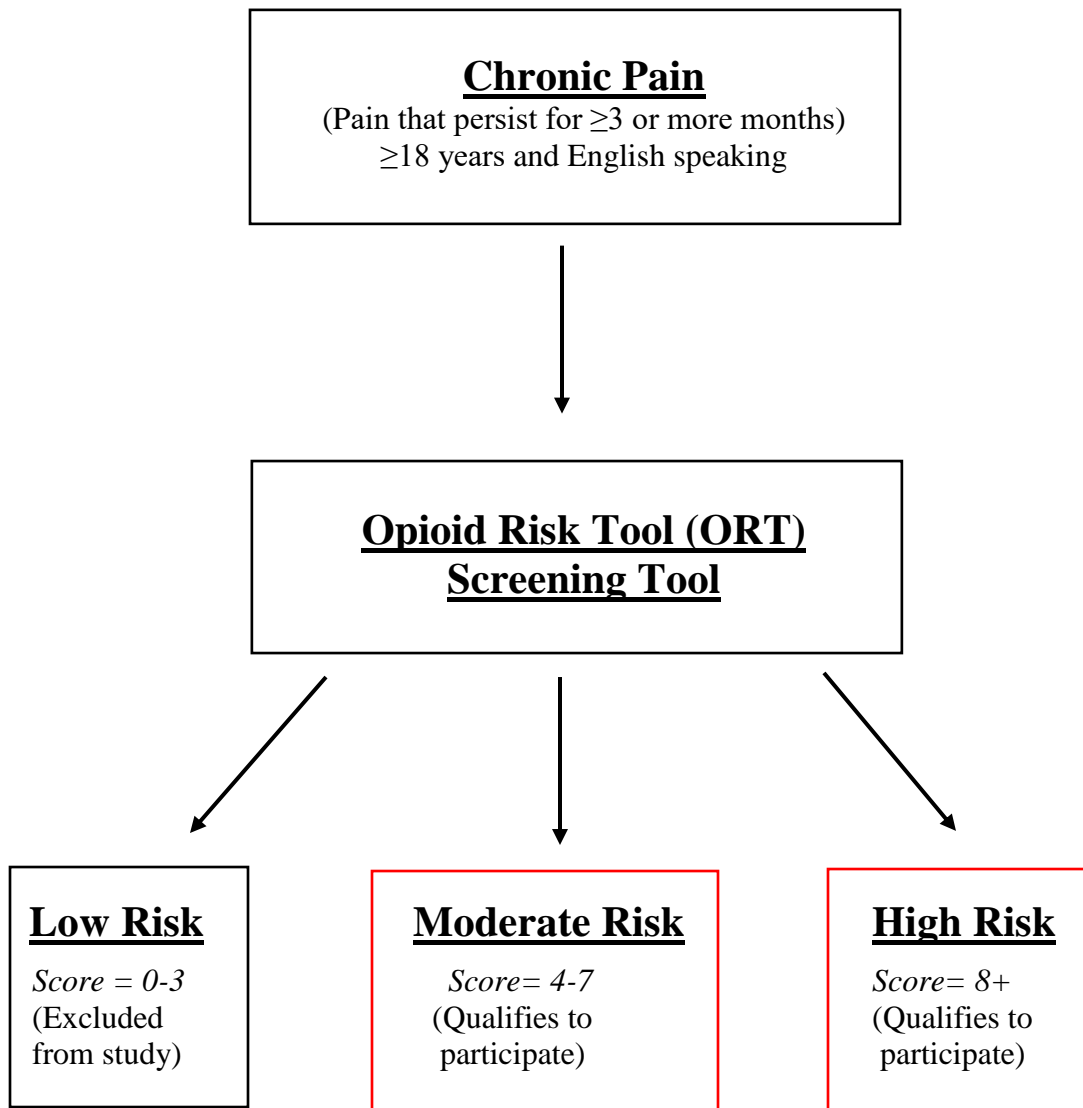 Chronic Pain
(Pain that persist for ≥3 or more months)
≥18 years and English speaking
Opioid Risk Tool (ORT)
Screening Tool
Low Risk
Score = 0-3
(Excluded
from study)
Moderate Risk
Score= 4-7
(Qualifies to
participate)
High Risk
Score= 8+
(Qualifies to
participate)